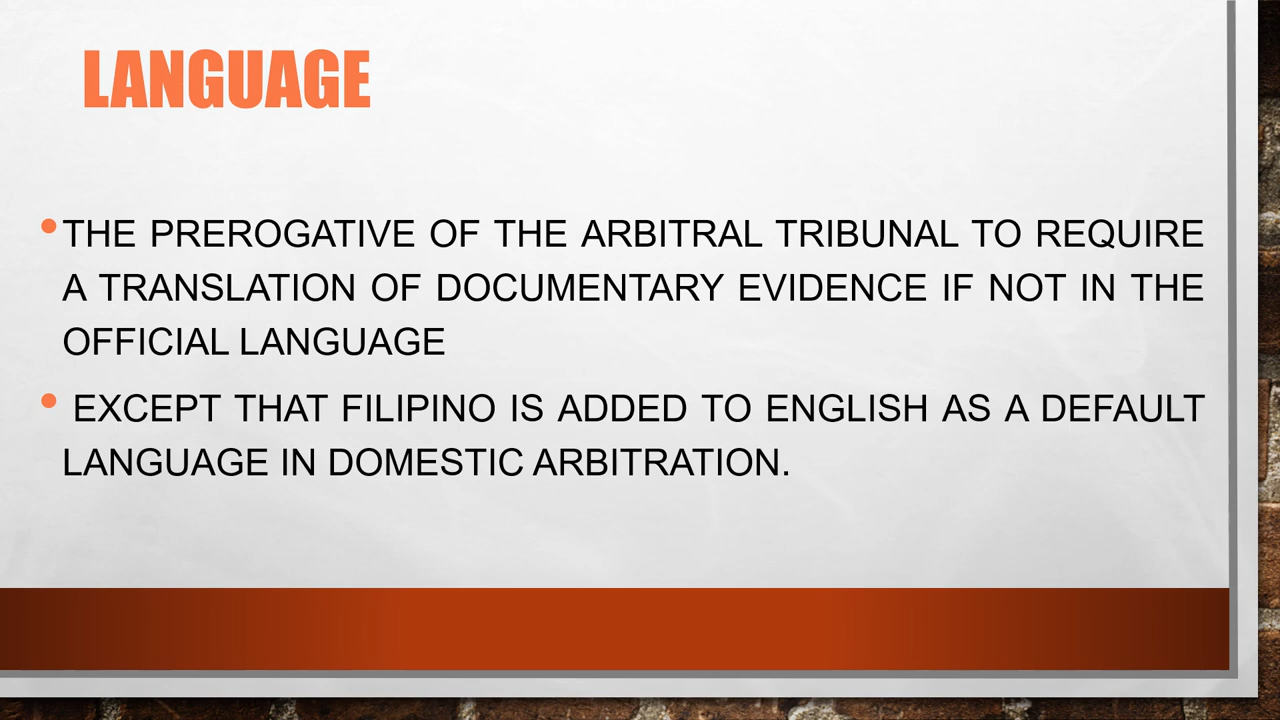 LANGUAGE
•THE PREROGATIVE OF THE ARBITRAL TRIBUNAL TO REQUIRE
A TRANSLATION OF DOCUMENTARY EVIDENCE IF NOT IN THE
OFFICIAL LANGUAGE
• EXCEPT THAT FILIPINO IS ADDED TO ENGLISH AS A DEFAULT
LANGUAGE IN DOMESTIC ARBITRATION.